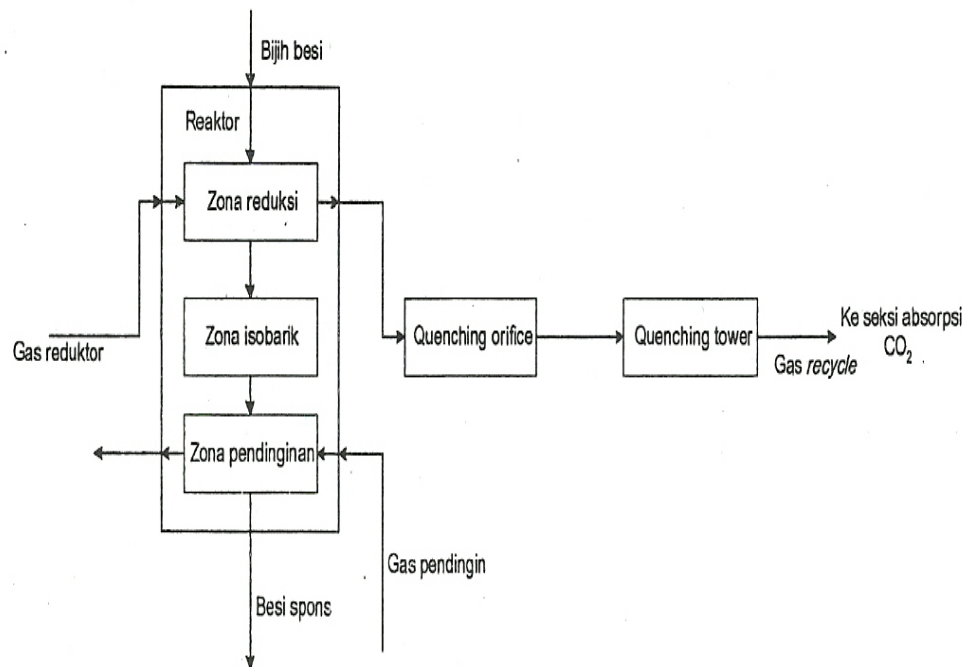 Bijih besi
Reaktor
Zona reduksi
Gas reduktor
Zona isobarik
Quenching orifice
Quenching tower
Ke seksi absorpsi
CO₂
Gas recycle
Zona pendinginan
Gas pendingin
Besi spons